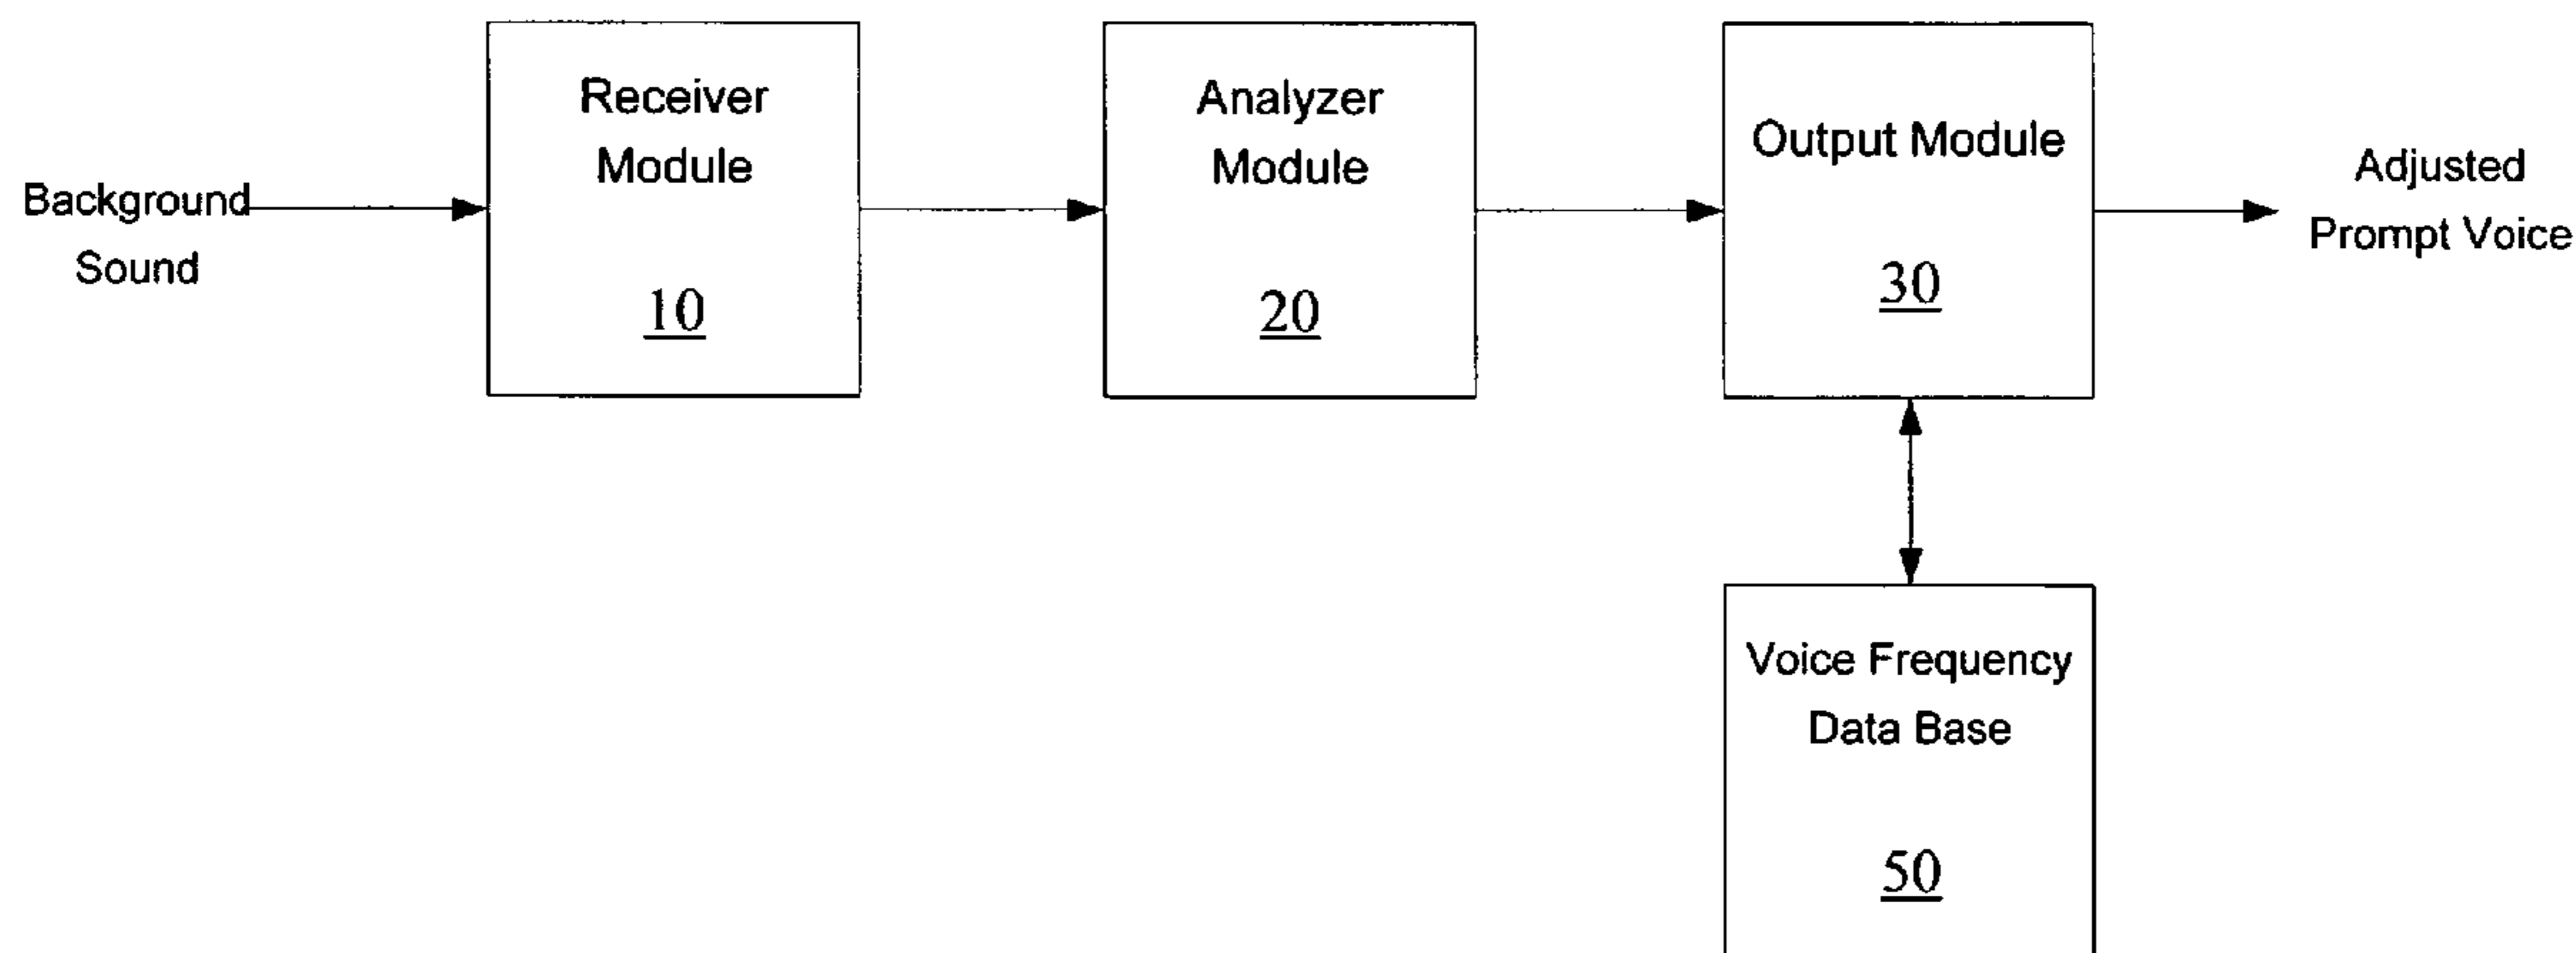 Background
Sound
Receiver
Module
10
Analyzer
Module
20
Output Module
30
Adjusted
Prompt Voice
Voice Frequency
Data Base
50